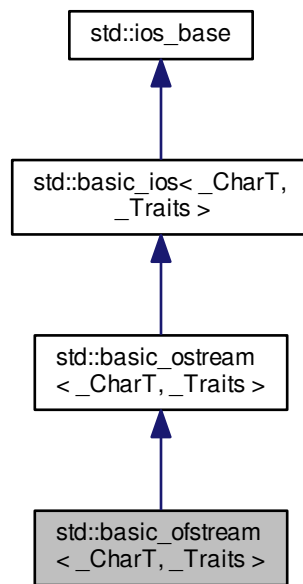 std::ios_base
std::basic_ios< _CharT,
_Traits >
std::basic_ostream
< _CharT, _Traits >
std::basic_ofstream
< _CharT, _Traits >